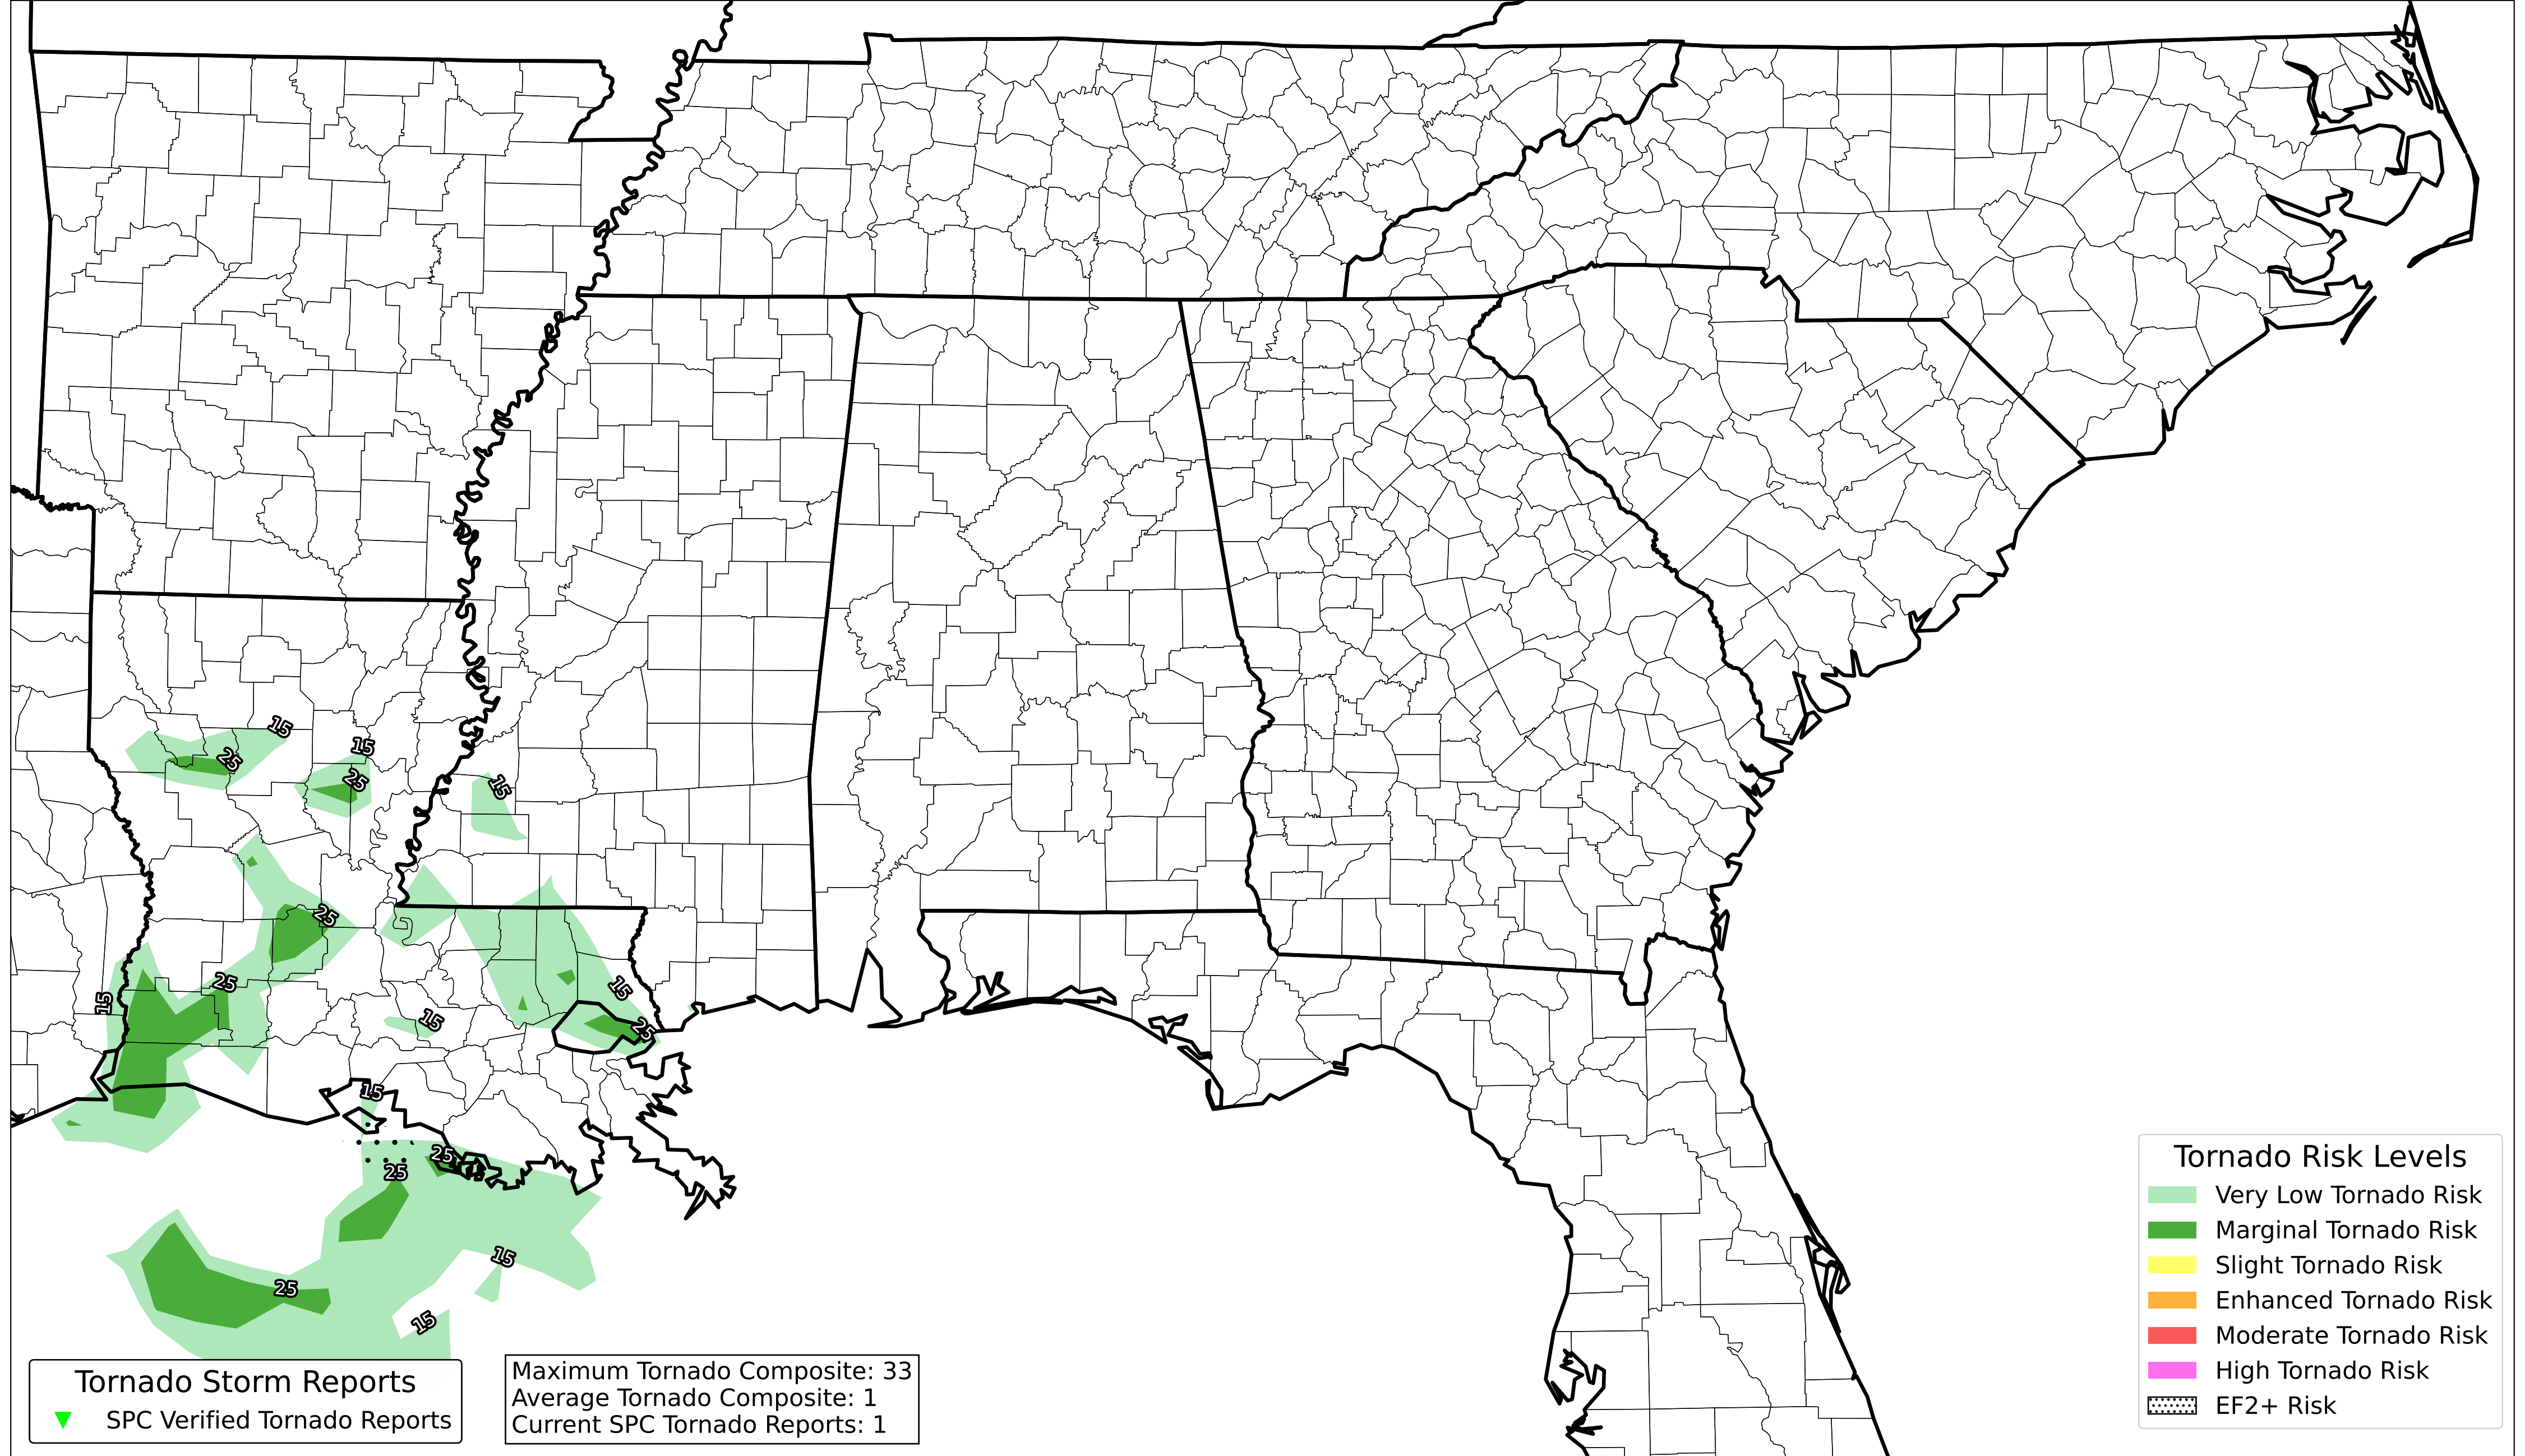 15
15
25
25
15
25
25
15
15
15
25
15
25
25
15
25
15
Tornado Risk Levels
Very Low Tornado Risk
Marginal Tornado Risk
Slight Tornado Risk
Enhanced Tornado Risk
Moderate Tornado Risk
High Tornado Risk
EF2+ Risk
Tornado Storm Reports
SPC Verified Tornado Reports
Maximum Tornado Composite: 33
Average Tornado Composite: 1
Current SPC Tornado Reports: 1